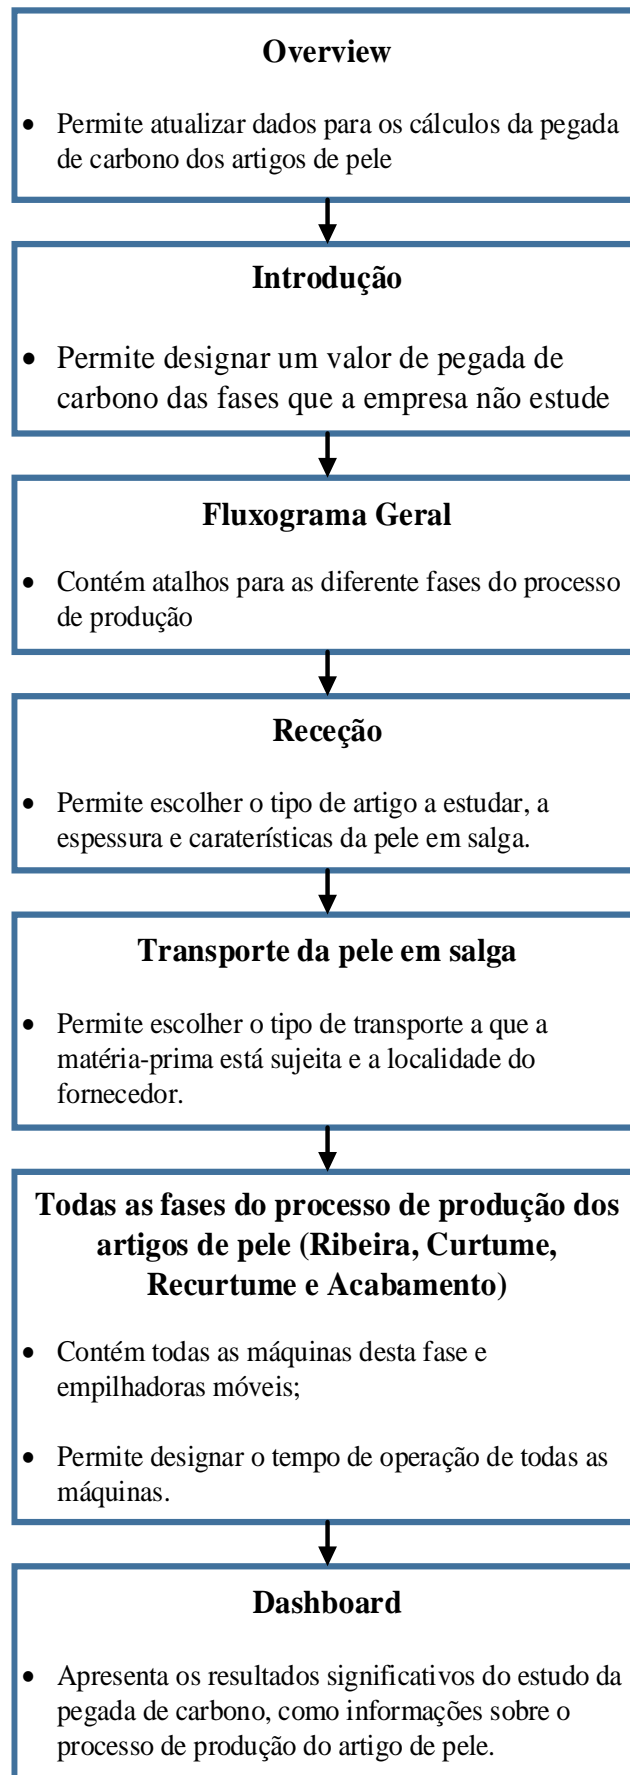 Overview
• Permite atualizar dados para os cálculos da pegada
de carbono dos artigos de pele
Introdução
• Permite designar um valor de pegada de
carbono das fases que a empresa não estude
Fluxograma Geral
• Contém atalhos para as diferente fases do processo
de produção
Receção
• Permite escolher o tipo de artigo a estudar, a
espessura e caraterísticas da pele em salga.
Transporte da pele em salga
• Permite escolher o tipo de transporte a que a
matéria-prima está sujeita e a localidade do
fornecedor.
Todas as fases do processo de produção dos
artigos de pele (Ribeira, Curtume,
Recurtume e Acabamento)
• Contém todas as máquinas desta fase e
empilhadoras móveis;
• Permite designar o tempo de operação de todas as
máquinas.
Dashboard
• Apresenta os resultados significativos do estudo da
pegada de carbono, como informações sobre o
processo de produção do artigo de pele.